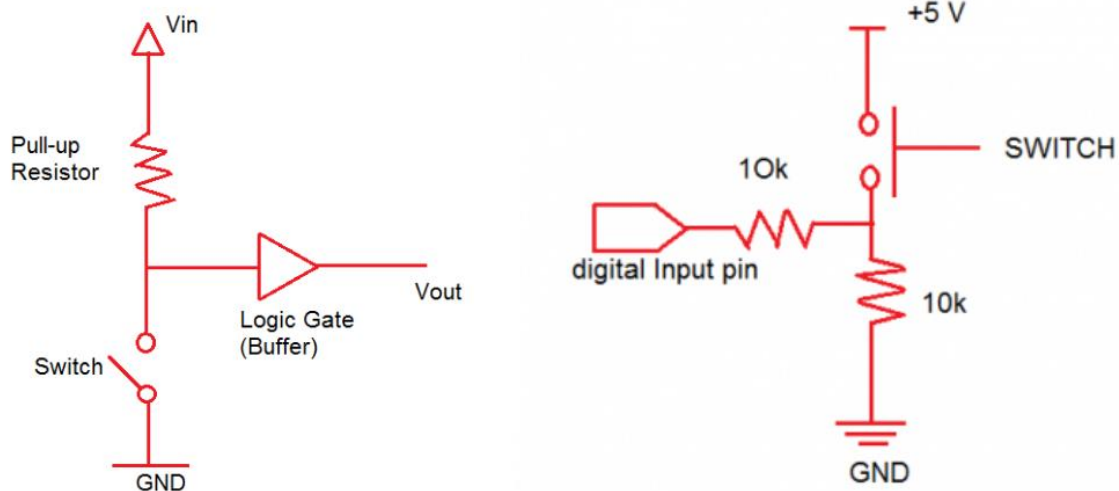 Vin
Pull-up
Resistor
Logic Gate
(Buffer)
Vout
Switch
GND
+5 V
SWITCH
1Ok
digital Input pin
10k
GND